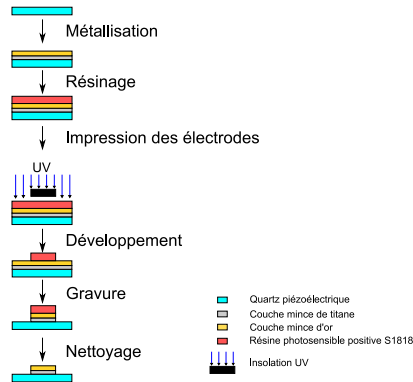 Métallisation
Résinage
Impression des électrodes
UV
Développement
Gravure
Nettoyage
Quartz piézoélectrique
Couche mince de titane
Couche mince d'or
Résine photosensible positive S1818
Insolation UV